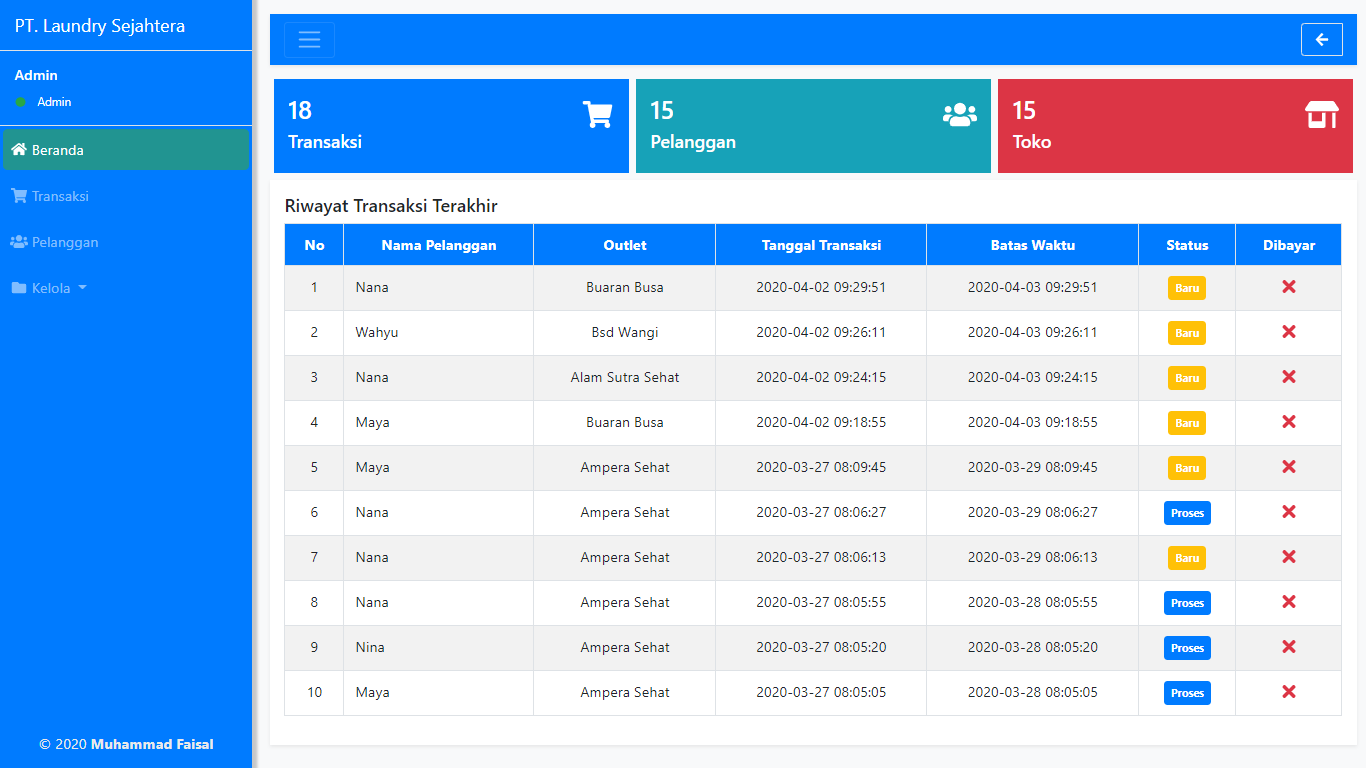 PT. Laundry Sejahtera
Admin
Admin
Beranda
Transaksi
Pelanggan
Kelola
© 2020 Muhammad Faisal
18
Transaksi
15
Pelanggan
15
Toko
Riwayat Transaksi Terakhir
No Nama Pelanggan Outlet Tanggal Transaksi Batas Waktu Status Dibayar
1 Nana Buaran Busa 2020-04-02 09:29:51 2020-04-03 09:29:51 Baru
2 Wahyu Bsd Wangi 2020-04-02 09:26:11 2020-04-03 09:26:11 Baru
3 Nana Alam Sutra Sehat 2020-04-02 09:24:15 2020-04-03 09:24:15 Baru
4 Maya Buaran Busa 2020-04-02 09:18:55 2020-04-03 09:18:55 Baru
5 Maya Ampera Sehat 2020-03-27 08:09:45 2020-03-29 08:09:45 Baru
6 Nana Ampera Sehat 2020-03-27 08:06:27 2020-03-29 08:06:27 Proses
7 Nana Ampera Sehat 2020-03-27 08:06:13 2020-03-29 08:06:13 Baru
8 Nana Ampera Sehat 2020-03-27 08:05:55 2020-03-28 08:05:55 Proses
9 Nina Ampera Sehat 2020-03-27 08:05:20 2020-03-28 08:05:20 Proses
10 Maya Ampera Sehat 2020-03-27 08:05:05 2020-03-28 08:05:05 Proses